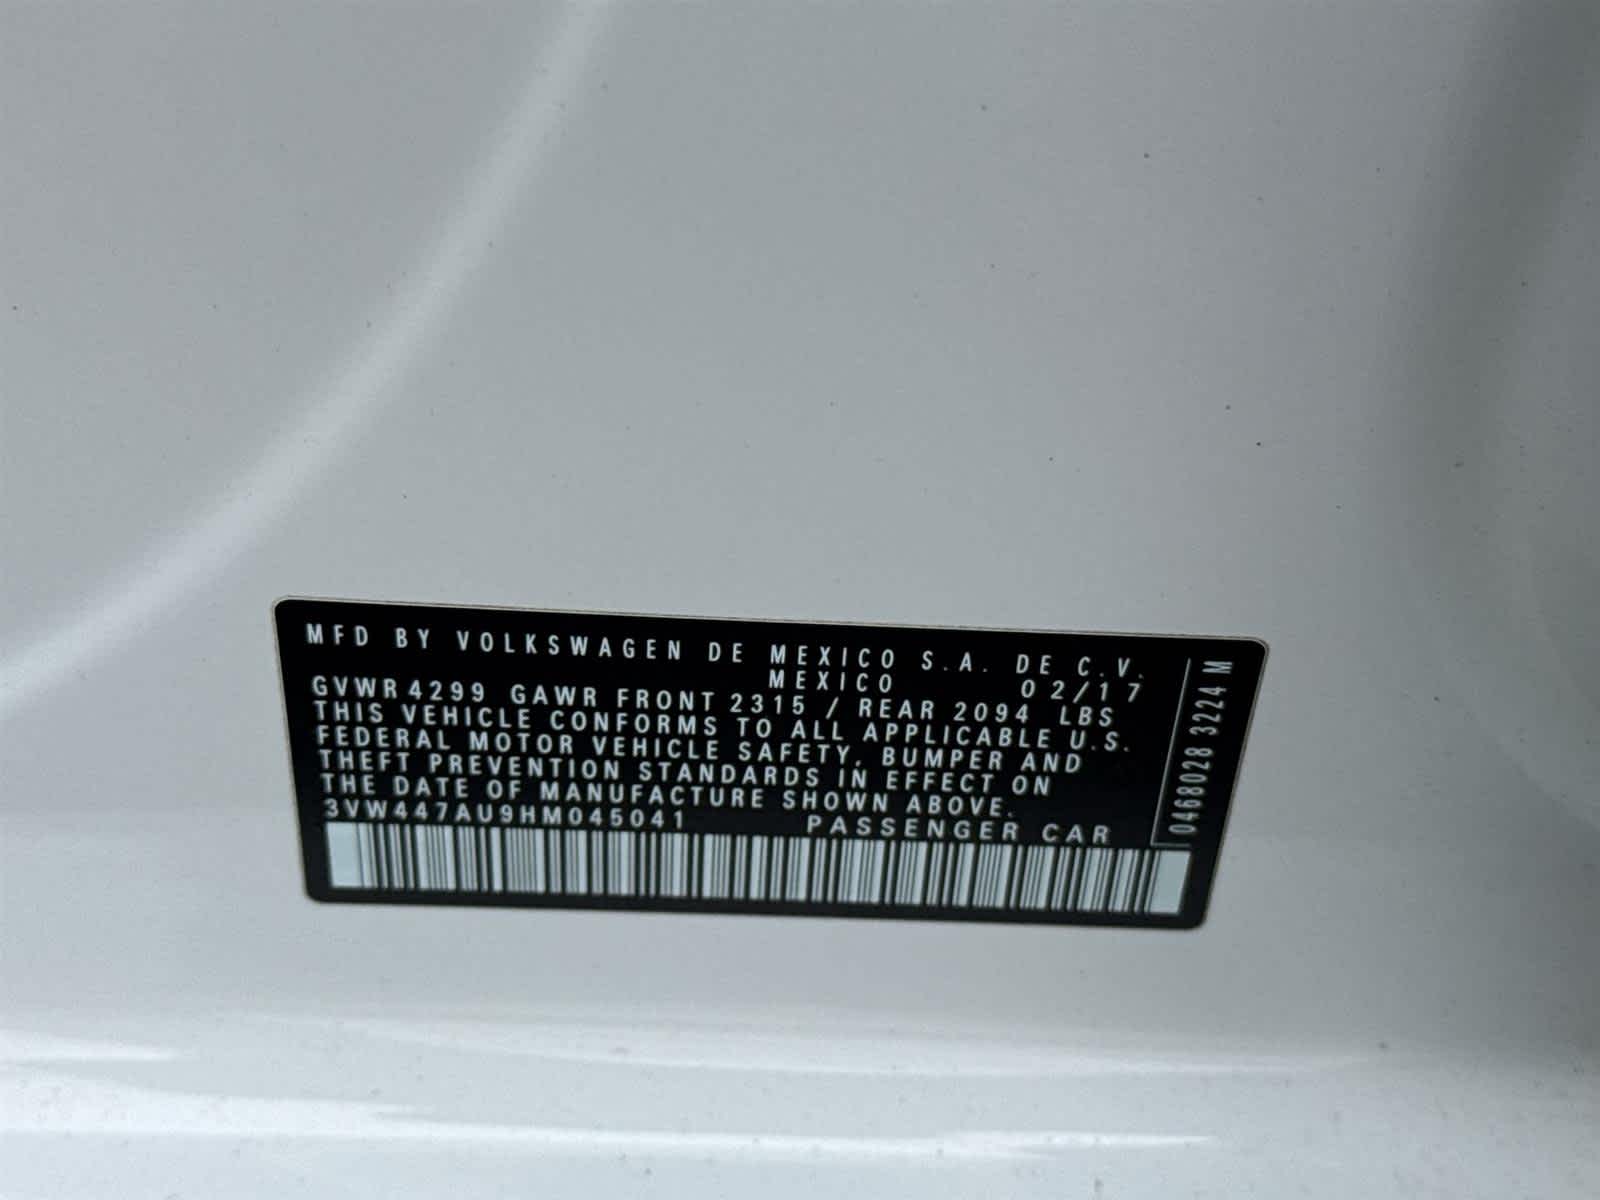 MFD BY VOLKSWAGEN DE MEXICO S.A. DE C.V.
MEXICO 02/17
GVWR 4299 GAWR FRONT 2315 / REAR 2094 LBS
THIS VEHICLE CONFORMS TO ALL APPLICABLE U.S.
FEDERAL MOTOR VEHICLE SAFETY, BUMPER AND
THEFT PREVENTION STANDARDS IN EFFECT ON
THE DATE OF MANUFACTURE SHOWN ABOVE.
3VW447AU9HM045041 PASSENGER CAR
0468028 3224 M